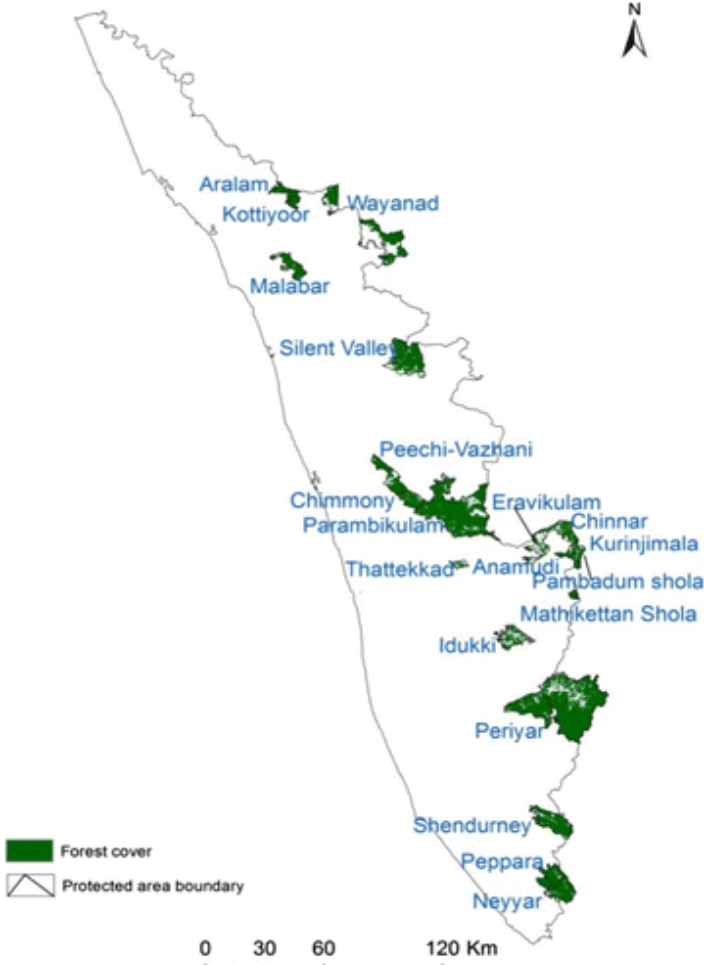 N
Aralam
Kottiyoor
Wayanad
Malabar
Silent Valley
Peechi-Vazhani
Chimmony
Parambikulam
Eravikulam
Chinnar
Kurinjimala
Thattekkad
Anamudi
Pambadum shola
Mathikettan Shola
Idukki
Periyar
Shendurney
Peppara
Neyyar
Forest cover
Protected area boundary
0 30 60 120 Km